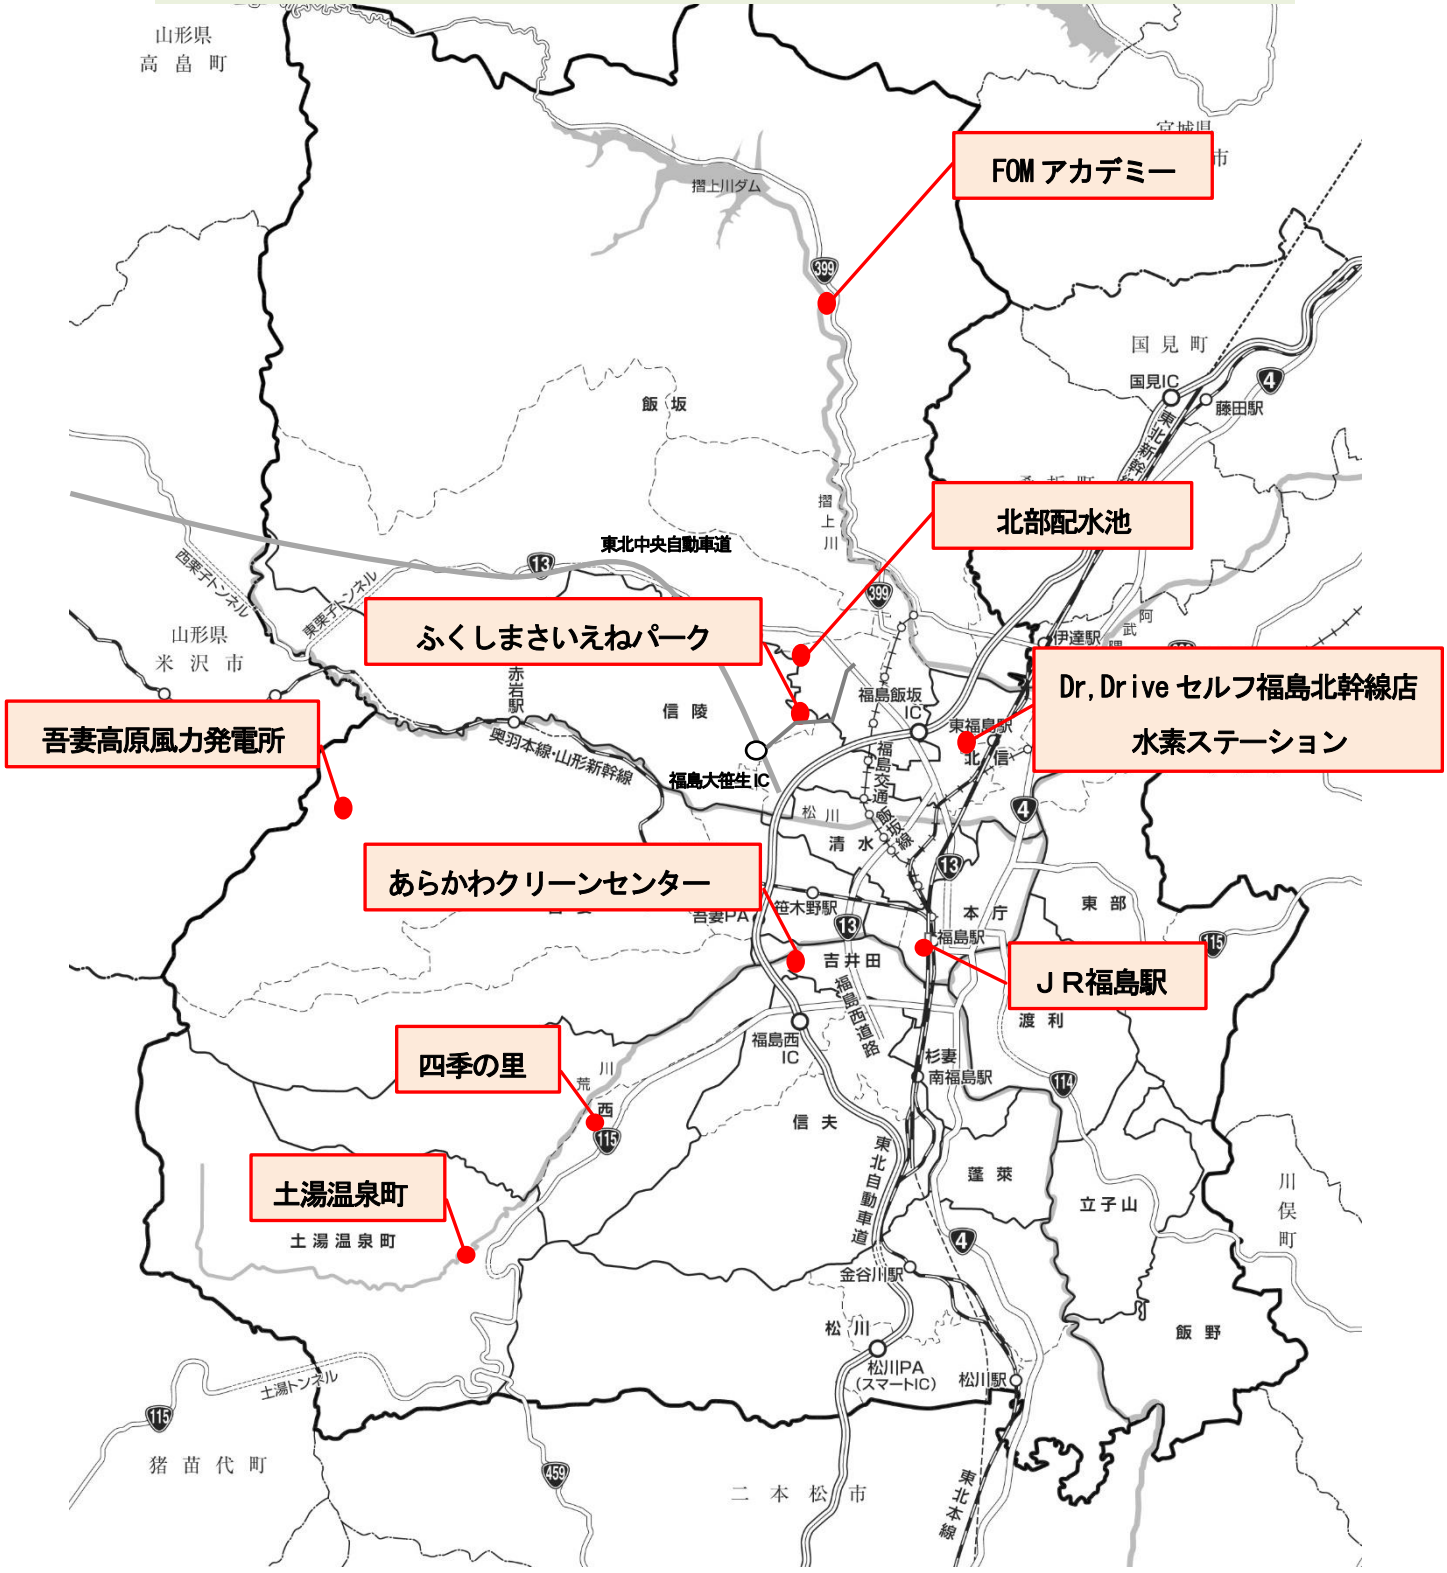 山形県
高畠町
宮城県
市
FOMアカデミー
摺上川ダム
399
国見町
国見IC
4
藤田駅
東北新幹線
飯坂
摺上川
北部配水池
東北中央自動車道
13
西栗子トンネル
東栗子トンネル
399
阿武隈
伊達駅
山形県
米沢市
ふくしまさいえねパーク
赤岩駅
信陵
福島飯坂
IC
東福島駅
北信
Dr,Driveセルフ福島北幹線店
水素ステーション
吾妻高原風力発電所
奥羽本線・山形新幹線
福島大笹生IC
福島交通飯坂線
松川
清水
4
13
あらかわクリーンセンター
吾妻PA
笹木野駅
13
本庁
東部
福島駅
115
吉井田
JR福島駅
福島西道路
渡利
福島西
IC
四季の里
川
荒
西
115
杉妻
南福島駅
114
信夫
東北自動車道
蓬萊
立子山
川俣町
土湯温泉町
土湯温泉町
4
金谷川駅
松川
飯野
松川PA
(スマートIC)
松川駅
土湯トンネル
115
猪苗代町
459
二本松市
東北本線